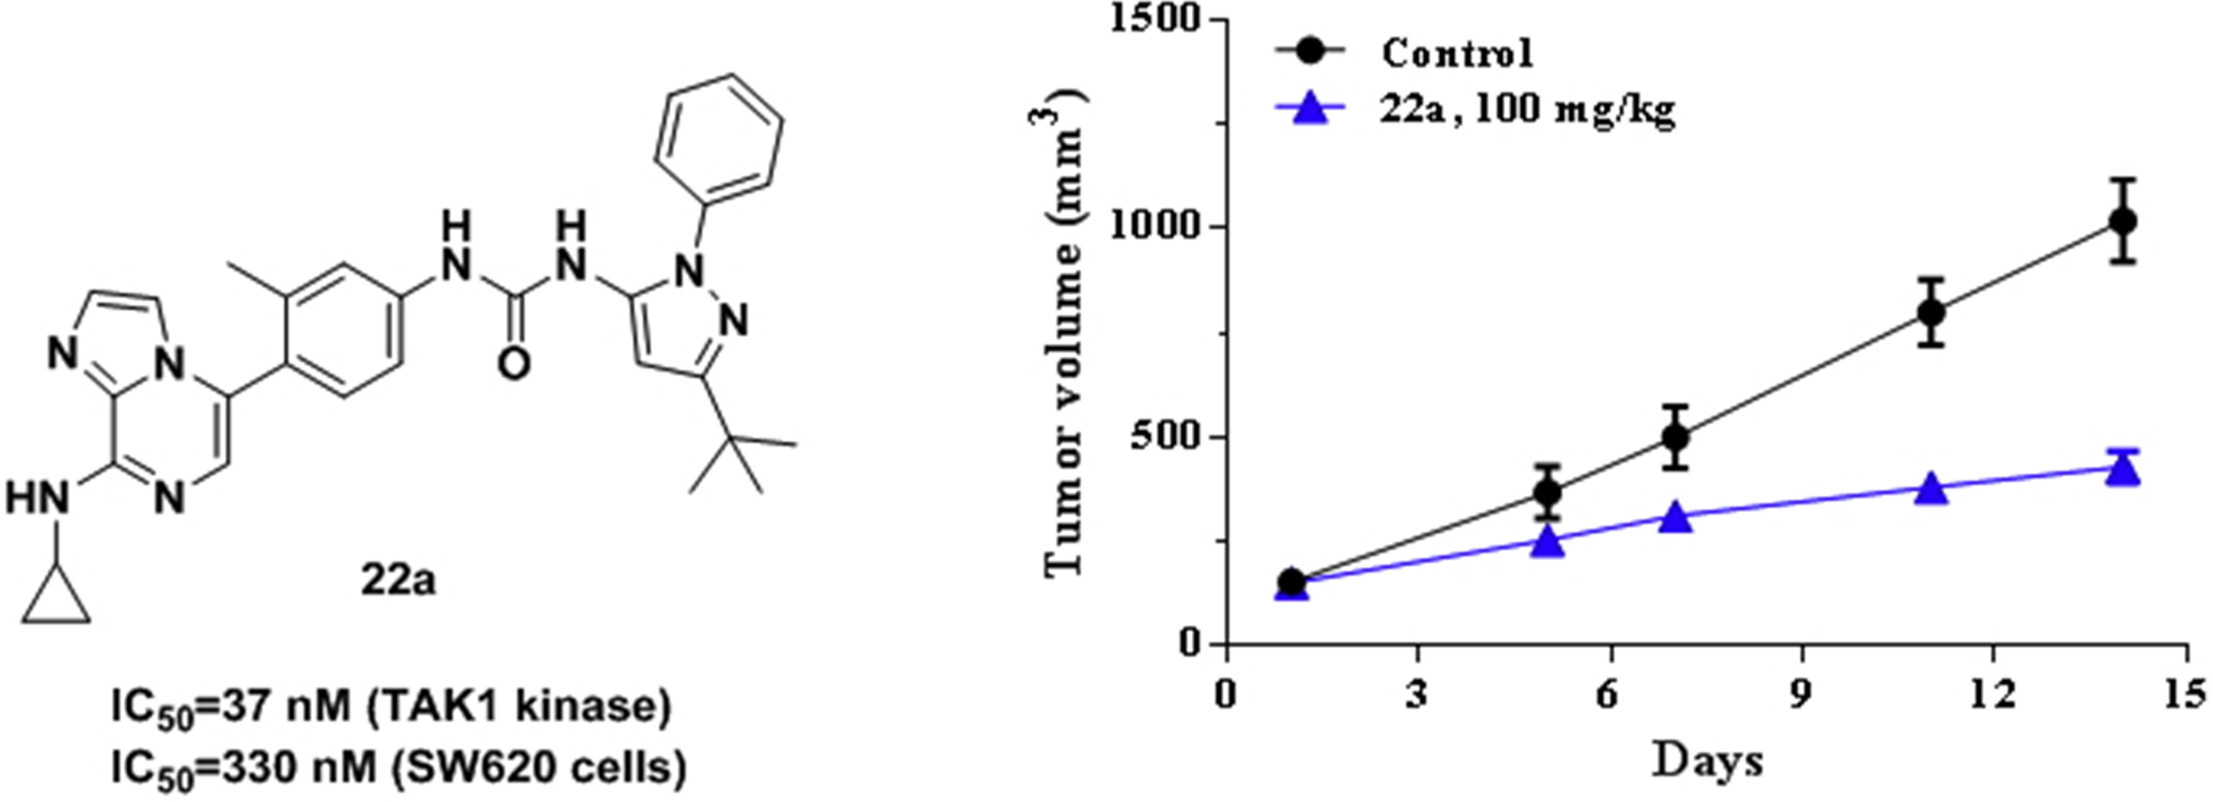 H
N
H
N
O
N
N
N
N
N
HN
22a
IC50=37 nM (TAK1 kinase)
IC50=330 nM (SW620 cells)
Control
22a, 100 mg/kg
Tumor volume (mm3)
1500
1000
500
0
0 3 6 9 12 15
Days